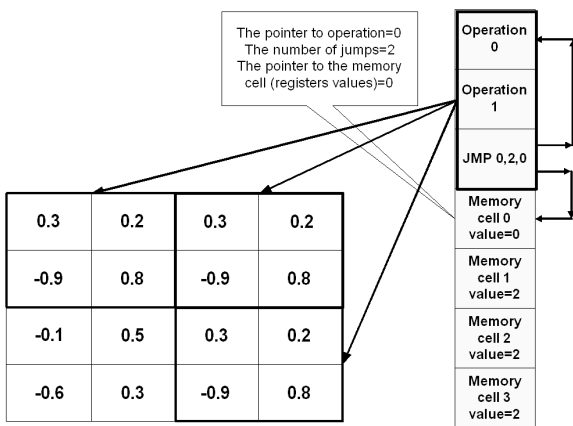 The pointer to operation=0
The number of jumps=2
The pointer to the memory
cell (registers values)=0
Operation
0
Operation
1
JMP 0,2,0
Memory
cell 0
value=0
Memory
cell 1
value=2
Memory
cell 2
value=2
Memory
cell 3
value=2
0.3 0.2 0.3 0.2
-0.9 0.8 -0.9 0.8
-0.1 0.5 0.3 0.2
-0.6 0.3 -0.9 0.8